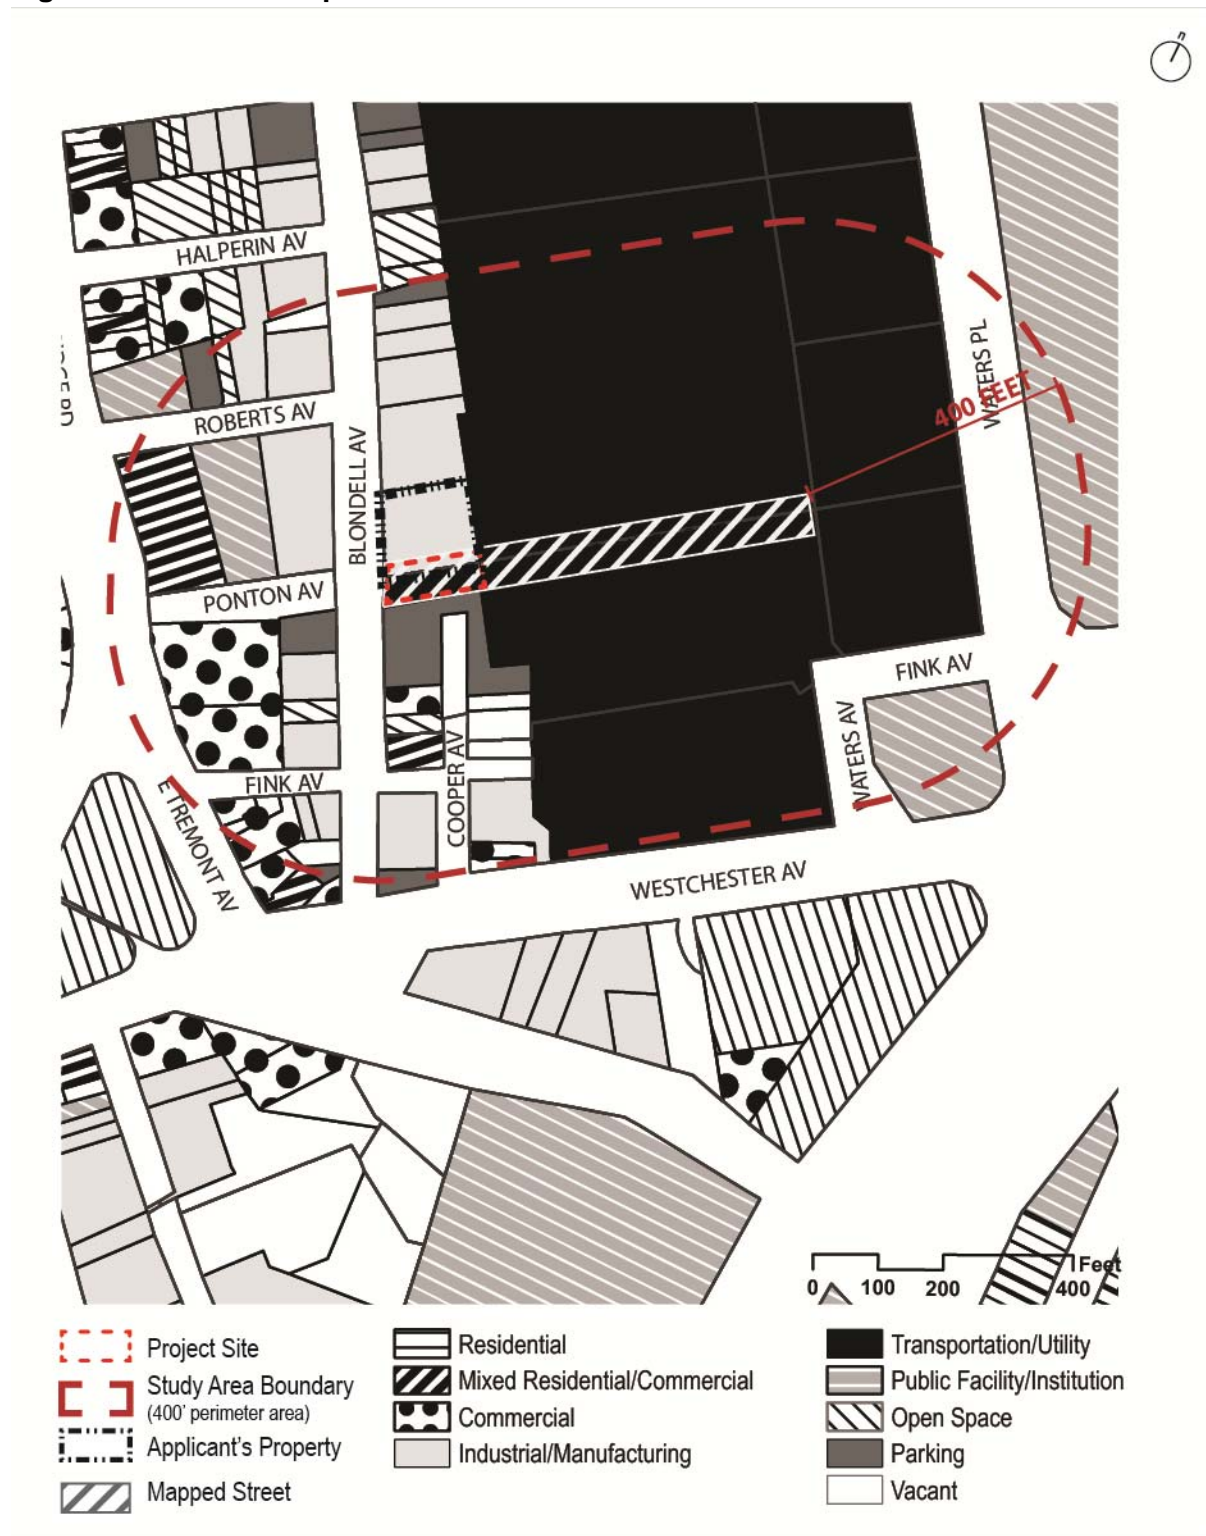 n
HALPERIN AV
WATERS PL
400 FEET
ROBERTS AV
BLONDELL AV
PONTON AV
FINK AV
WATERS AV
COOPER AV
FINK AV
E TREMONT AV
WESTCHESTER AV
Feet
0 100 200 400
Project Site
Study Area Boundary
(400' perimeter area)
Applicant's Property
Mapped Street
Residential
Mixed Residential/Commercial
Commercial
Industrial/Manufacturing
Transportation/Utility
Public Facility/Institution
Open Space
Parking
Vacant